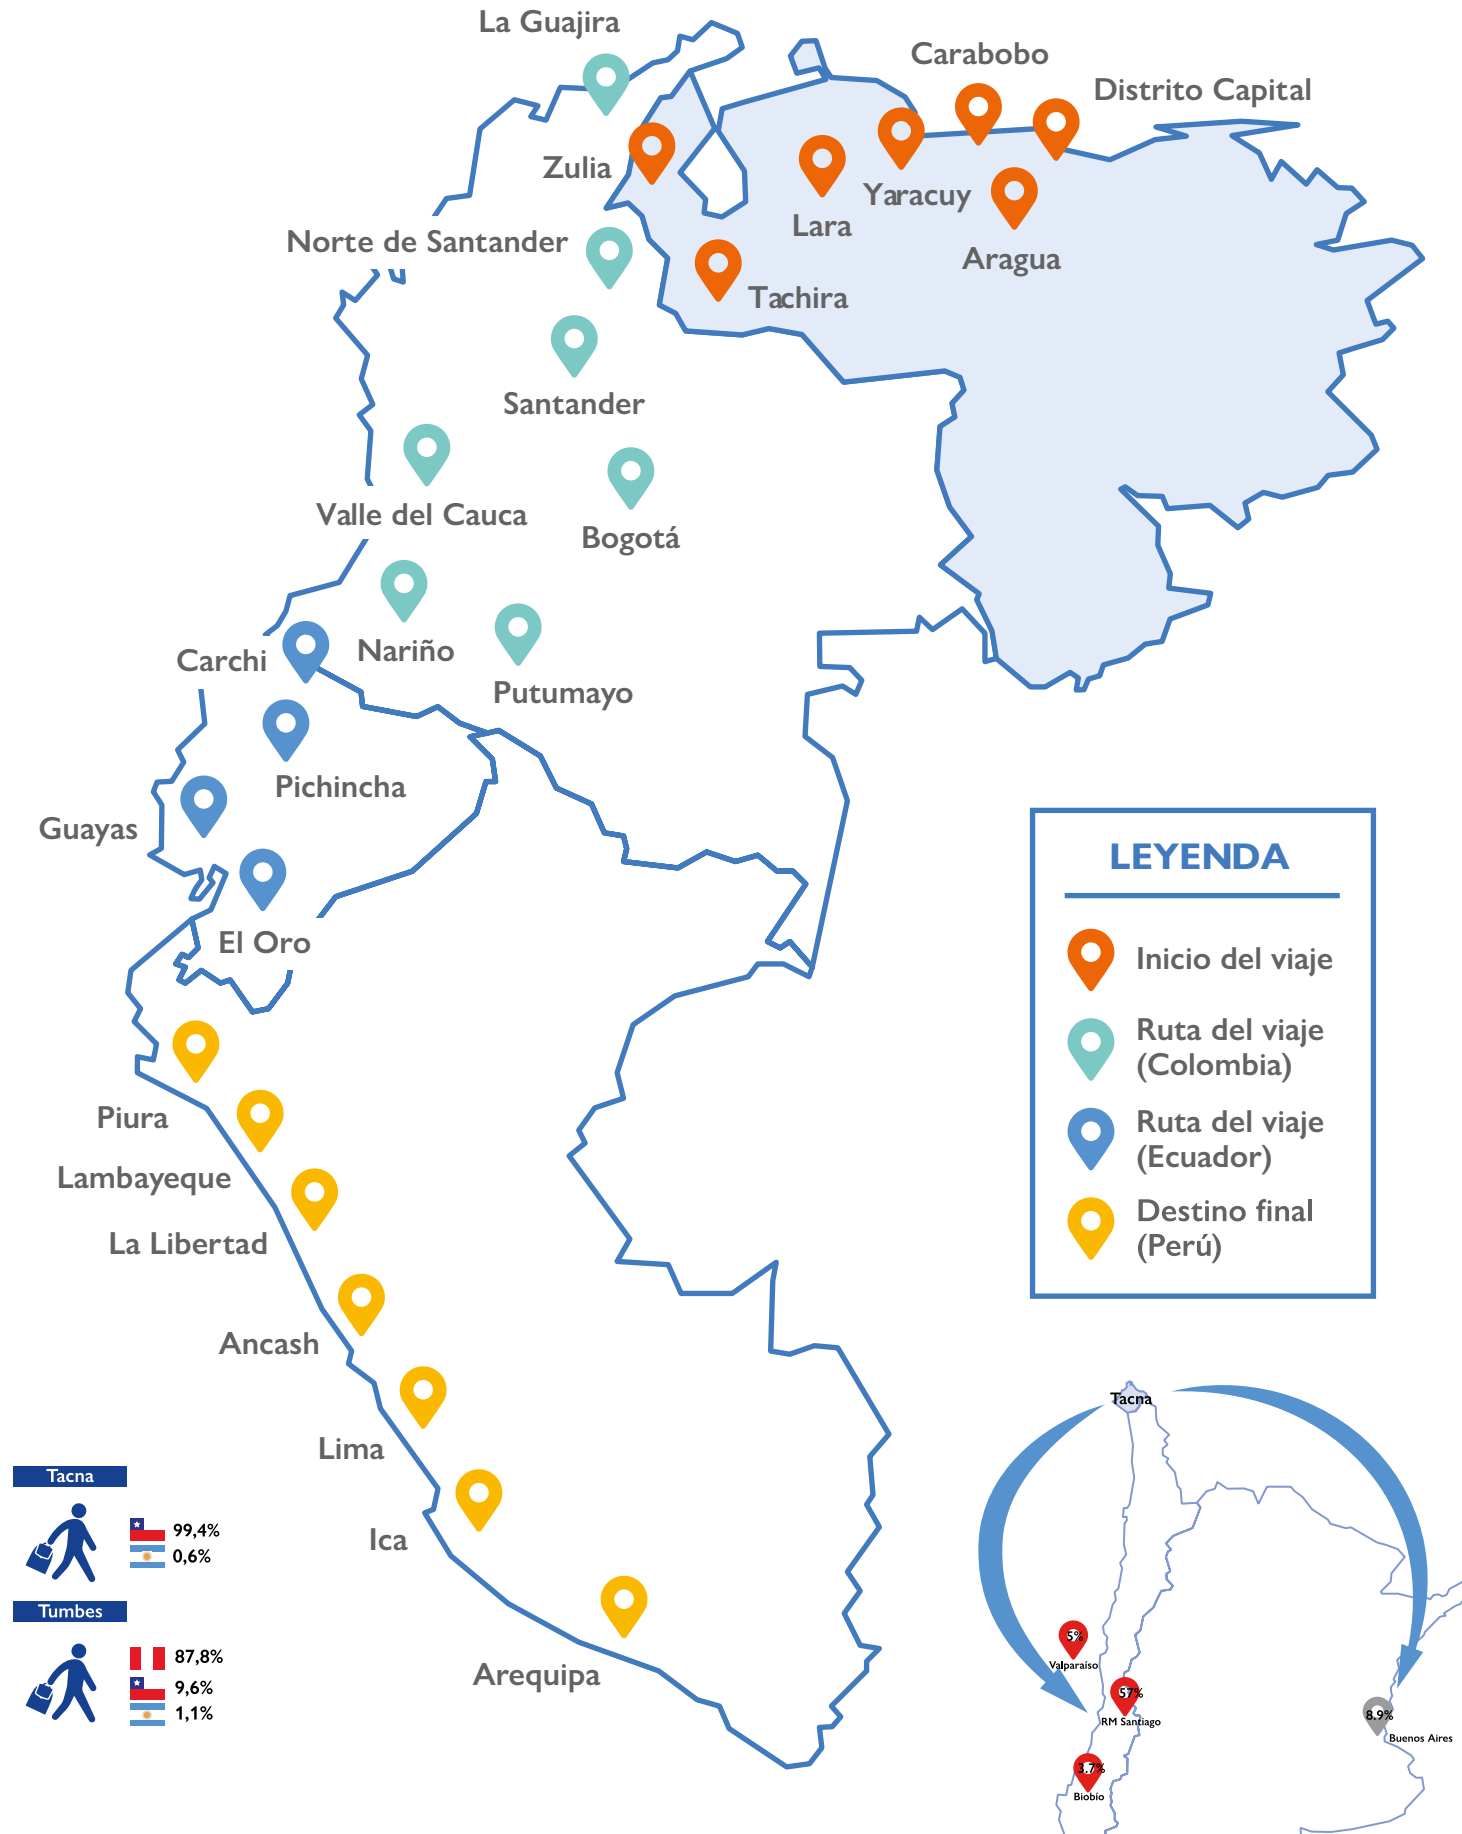 La Guajira
Carabobo
Distrito Capital
Zulia
Yaracuy
Lara
Aragua
Norte de Santander
Tachira
Santander
Valle del Cauca
Bogotá
Nariño
Carchi
Putumayo
Pichincha
Guayas
El Oro
LEYENDA
Inicio del viaje
Ruta del viaje
(Colombia)
Ruta del viaje
(Ecuador)
Destino final
(Perú)
Piura
Lambayeque
La Libertad
Ancash
Lima
Ica
Arequipa
Tacna
99,4%
0,6%
Tumbes
87,8%
9,6%
1,1%
Tacna
5%
Valparaíso
57%
RM Santiago
8.9%
Buenos Aires
3.7%
Biobío